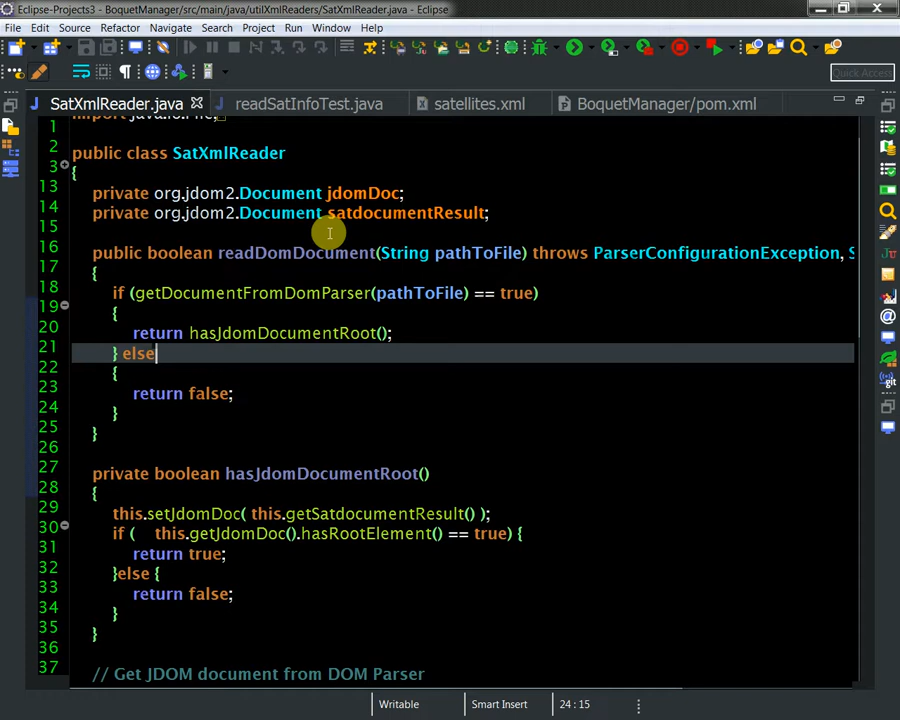 Eclipse-Projects3 - BoquetManager/src/main/java/utilXmlReaders/SatXmlReader.java - Eclipse
File Edit Source Refactor Navigate Search Project Run Window Help
Quick Access
SatXmlReader.java readSatInfoTest.java satellites.xml BoquetManager/pom.xml
1 import java.io.File;
2 public class SatXmlReader
3 {
13 private org.jdom2.Document jdomDoc;
14 private org.jdom2.Document satdocumentResult;
15
16 public boolean readDomDocument(String pathToFile) throws ParserConfigurationException, S
17 {
18 if (getDocumentFromDomParser(pathToFile) == true)
19 {
20 return hasJdomDocumentRoot();
21 } else
22 {
23 return false;
24 }
25 }
26
27 private boolean hasJdomDocumentRoot()
28 {
29 this.setJdomDoc( this.getSatdocumentResult() );
30 if ( this.getJdomDoc().hasRootElement() == true) {
31 return true;
32 }else {
33 return false;
34 }
35 }
36
37 // Get JDOM document from DOM Parser
Writable Smart Insert 24 : 15